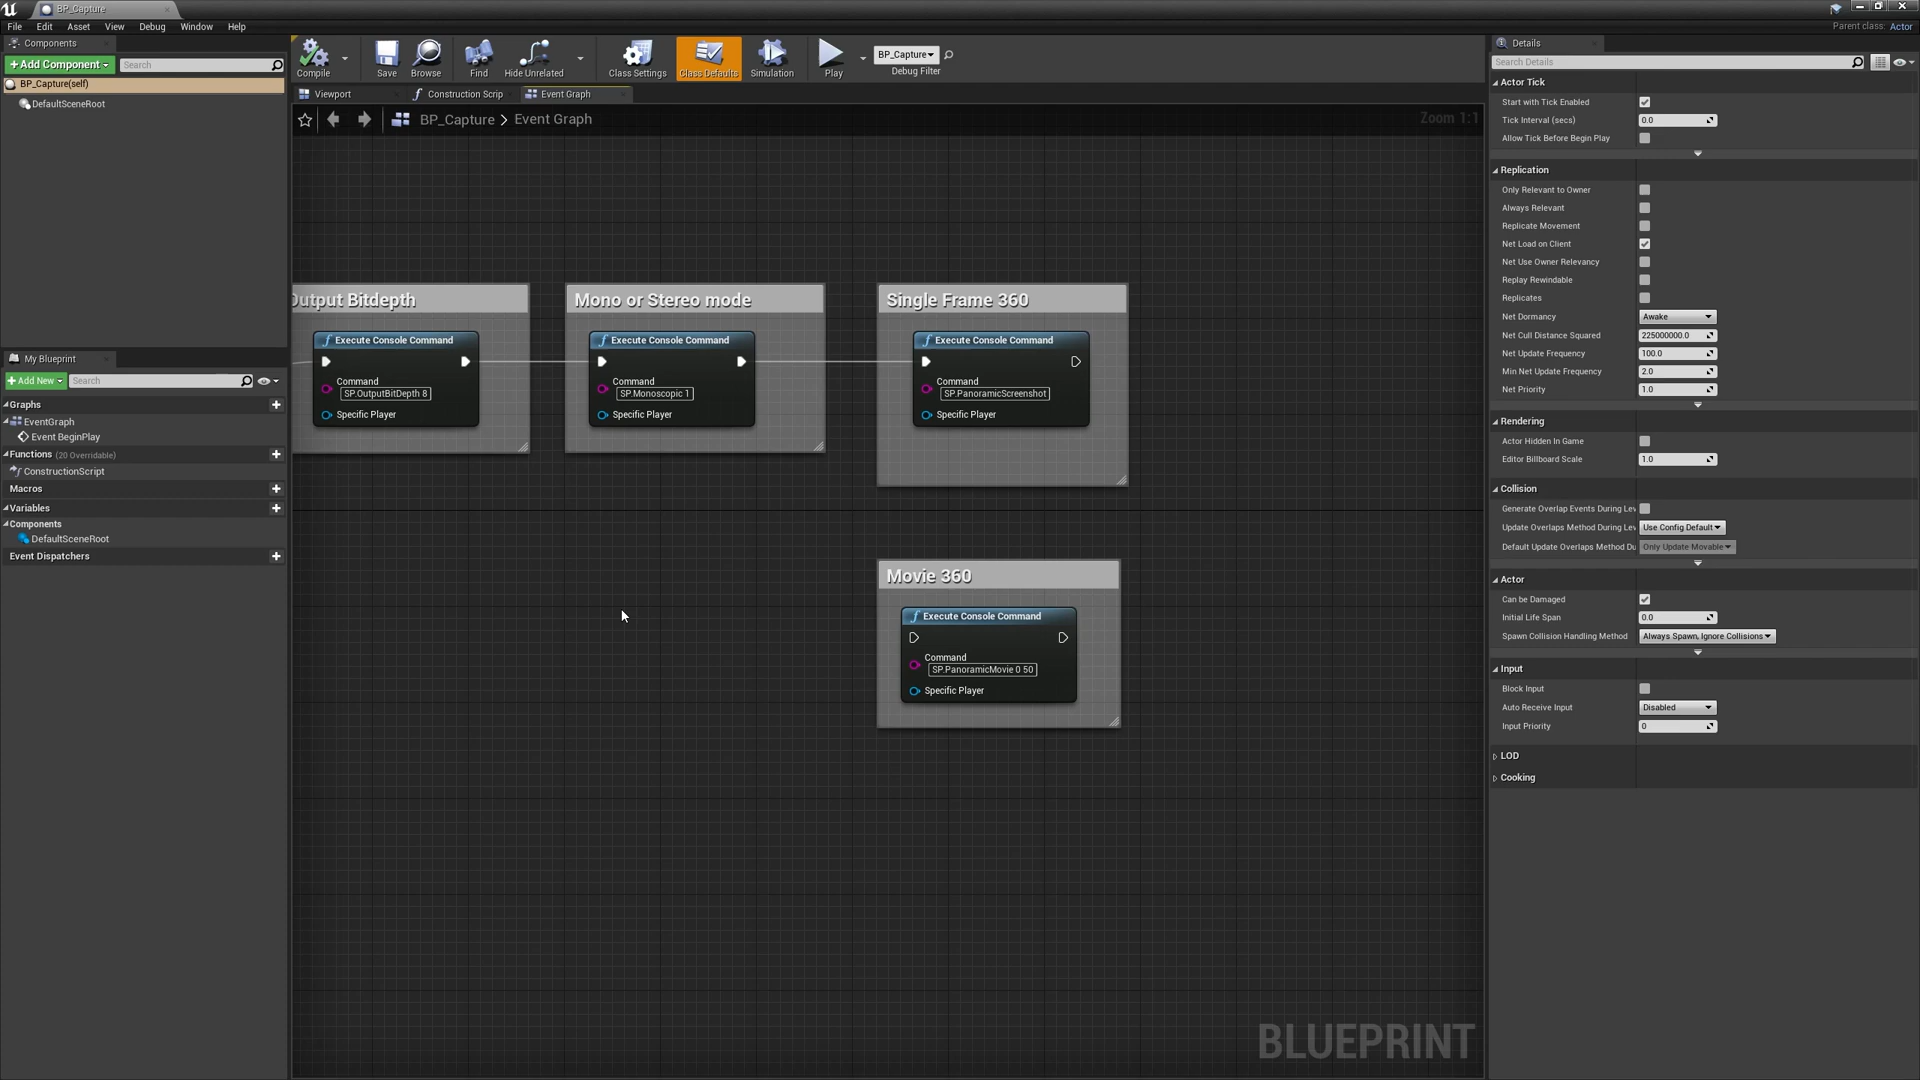 BP_Capture
File Edit Asset View Debug Window Help
Parent class: Actor
Components
+Add Component Search
BP_Capture(self)
DefaultSceneRoot
Compile Save Browse Find Hide Unrelated Class Settings Class Defaults Simulation Play
BP_Capture
Debug Filter
Viewport Construction Scrip Event Graph
BP_Capture > Event Graph
Zoom 1:1
Output Bitdepth
Execute Console Command
Command
SP.OutputBitDepth 8
Specific Player
Mono or Stereo mode
Execute Console Command
Command
SP.Monoscopic 1
Specific Player
Single Frame 360
Execute Console Command
Command
SP.PanoramicScreenshot
Specific Player
Movie 360
Execute Console Command
Command
SP.PanoramicMovie 0 50
Specific Player
BLUEPRINT
My Blueprint
+Add New Search
Graphs
EventGraph
Event BeginPlay
Functions (20 Overridable)
ConstructionScript
Macros
Variables
Components
DefaultSceneRoot
Event Dispatchers
Details
Search Details
Actor Tick
Start with Tick Enabled
Tick Interval (secs) 0.0
Allow Tick Before Begin Play
Replication
Only Relevant to Owner
Always Relevant
Replicate Movement
Net Load on Client
Net Use Owner Relevancy
Replay Rewindable
Replicates
Net Dormancy Awake
Net Cull Distance Squared 225000000.0
Net Update Frequency 100.0
Min Net Update Frequency 2.0
Net Priority 1.0
Rendering
Actor Hidden In Game
Editor Billboard Scale 1.0
Collision
Generate Overlap Events During Lev
Update Overlaps Method During Lev Use Config Default
Default Update Overlaps Method Du Only Update Movable
Actor
Can be Damaged
Initial Life Span 0.0
Spawn Collision Handling Method Always Spawn, Ignore Collisions
Input
Block Input
Auto Receive Input Disabled
Input Priority 0
LOD
Cooking